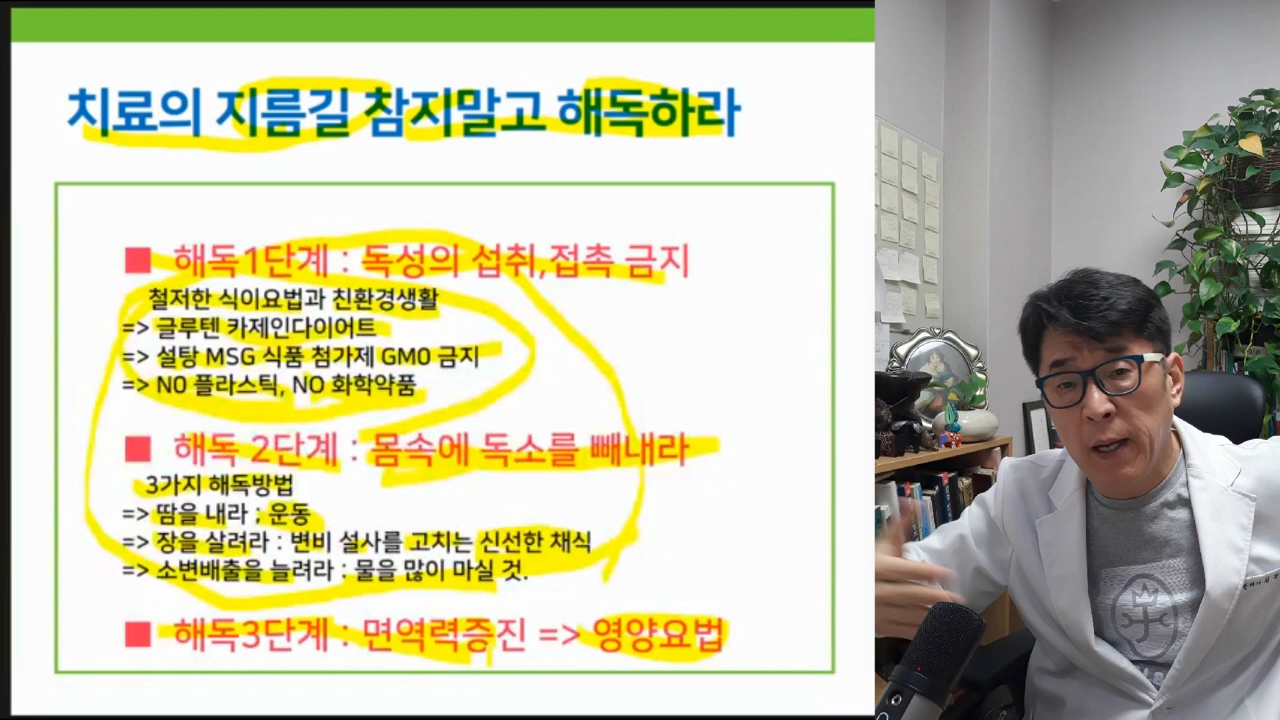 치료의 지름길 참지말고 해독하라
■ 해독1단계 : 독성의 섭취,접촉 금지
철저한 식이요법과 친환경생활
=> 글루텐 카제인다이어트
=> 설탕 MSG 식품 첨가제 GMO 금지
=> NO 플라스틱, NO 화학약품
■ 해독 2단계 : 몸속에 독소를 빼내라
3가지 해독방법
=> 땀을 내라 ; 운동
=> 장을 살려라 : 변비 설사를 고치는 신선한 채식
=> 소변배출을 늘려라 : 물을 많이 마실 것.
■ 해독3단계 : 면역력증진 => 영양요법